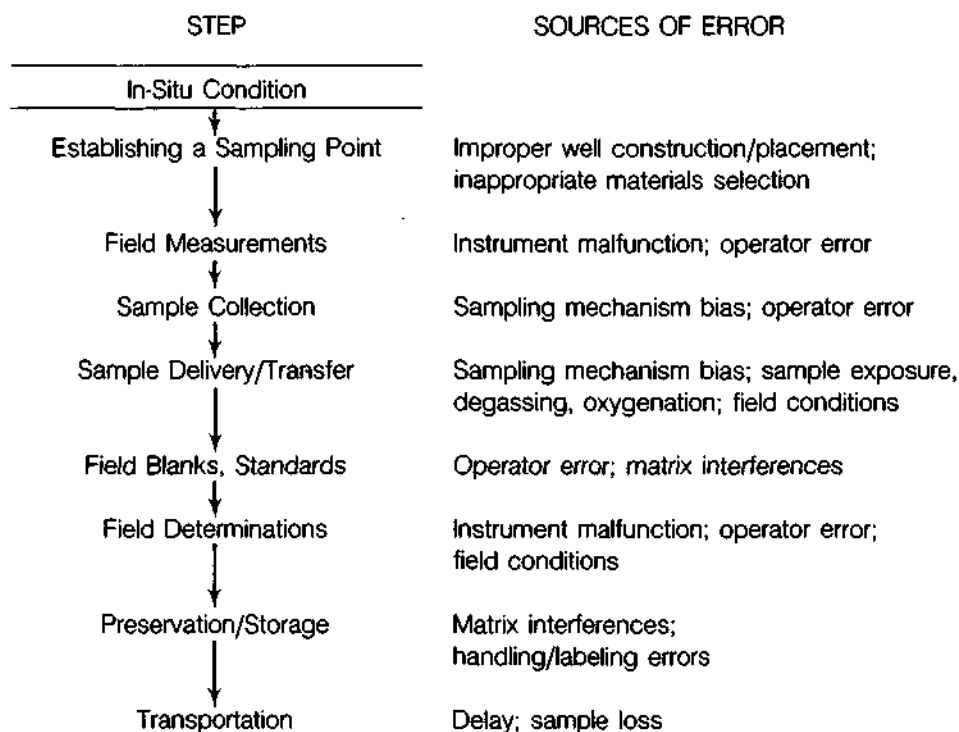 STEP SOURCES OF ERROR
In-Situ Condition
Establishing a Sampling Point Improper well construction/placement;
inappropriate materials selection
Field Measurements Instrument malfunction; operator error
Sample Collection Sampling mechanism bias; operator error
Sample Delivery/Transfer Sampling mechanism bias; sample exposure,
degassing, oxygenation; field conditions
Field Blanks, Standards Operator error; matrix interferences
Field Determinations Instrument malfunction; operator error;
field conditions
Preservation/Storage Matrix interferences;
handling/labeling errors
Transportation Delay; sample loss